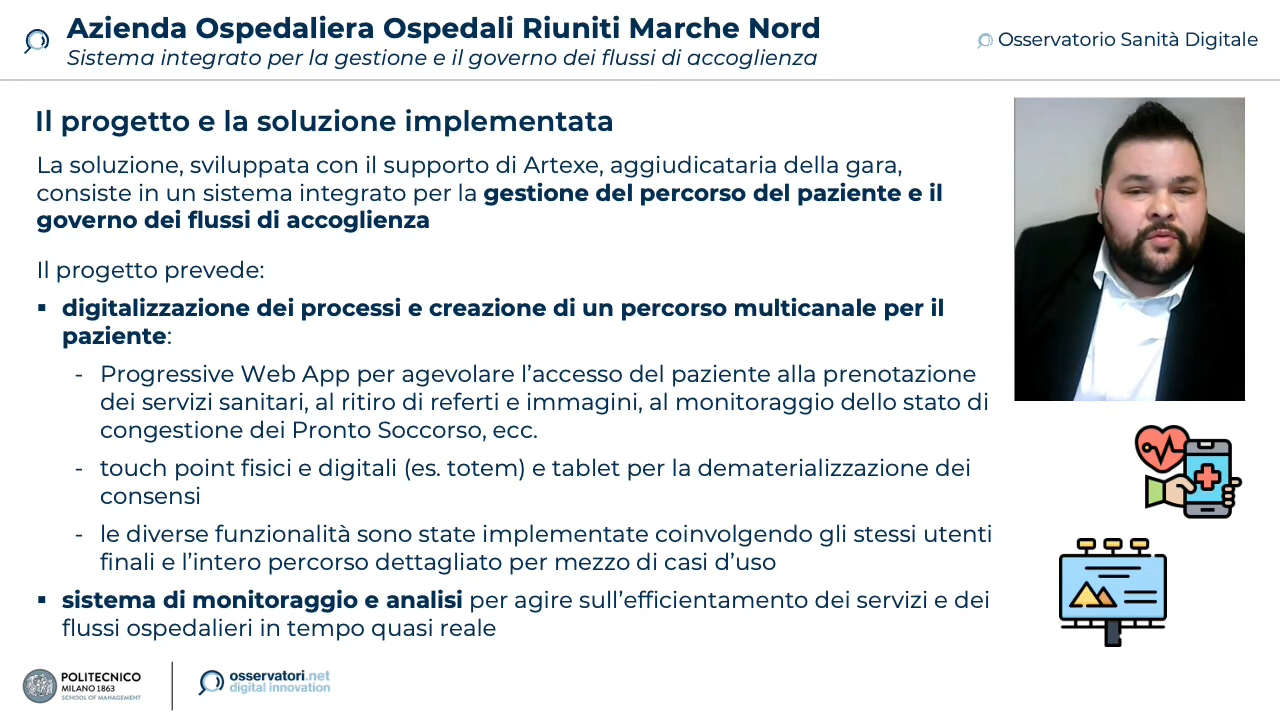 Azienda Ospedaliera Ospedali Riuniti Marche Nord
Sistema integrato per la gestione e il governo dei flussi di accoglienza
Osservatorio Sanità Digitale
Il progetto e la soluzione implementata
La soluzione, sviluppata con il supporto di Artexe, aggiudicataria della gara,
consiste in un sistema integrato per la gestione del percorso del paziente e il
governo dei flussi di accoglienza
Il progetto prevede:
▪ digitalizzazione dei processi e creazione di un percorso multicanale per il
paziente:
- Progressive Web App per agevolare l’accesso del paziente alla prenotazione
dei servizi sanitari, al ritiro di referti e immagini, al monitoraggio dello stato di
congestione dei Pronto Soccorso, ecc.
- touch point fisici e digitali (es. totem) e tablet per la dematerializzazione dei
consensi
- le diverse funzionalità sono state implementate coinvolgendo gli stessi utenti
finali e l’intero percorso dettagliato per mezzo di casi d’uso
▪ sistema di monitoraggio e analisi per agire sull’efficientamento dei servizi e dei
flussi ospedalieri in tempo quasi reale
POLITECNICO
MILANO 1863
SCHOOL OF MANAGEMENT
osservatori.net
digital innovation